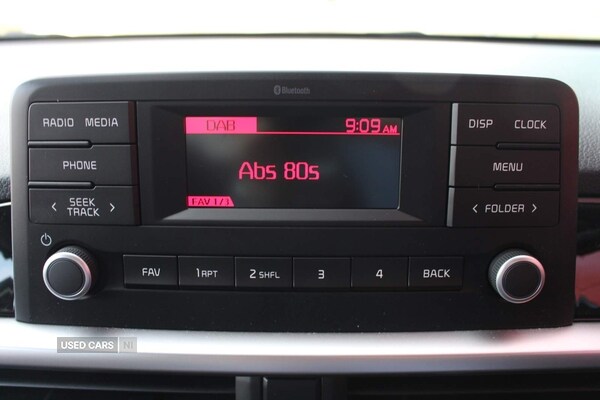 Bluetooth
RADIO MEDIA
DAB 9:09 AM
DISP CLOCK
PHONE
Abs 80s
MENU
< SEEK TRACK >
FAV 1/3
< FOLDER >
FAV
1 RPT
2 SHFL
3
4
BACK
USED CARS NI